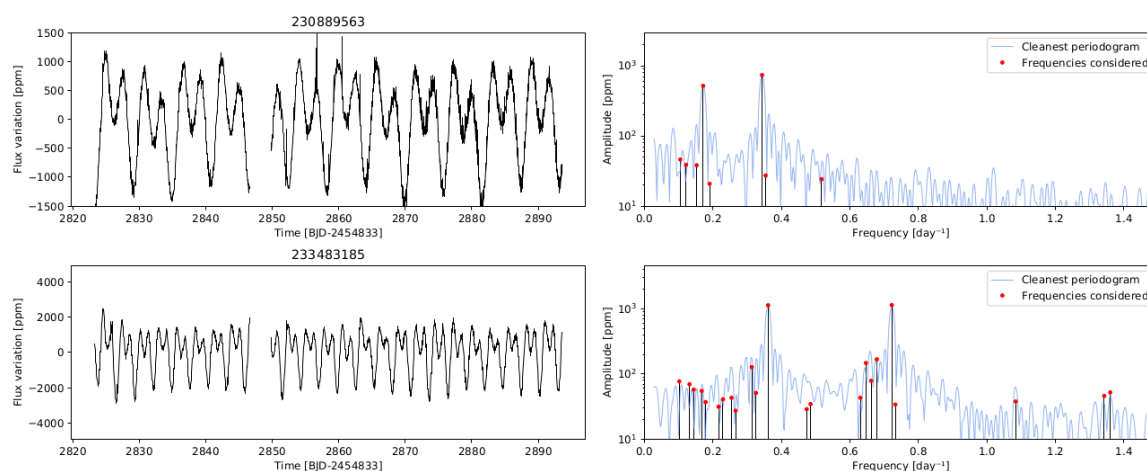 230889563
1500
1000
500
0
−500
−1000
−1500
Flux variation [ppm]
2820 2830 2840 2850 2860 2870 2880 2890
Time [BJD-2454833]
Cleanest periodogram
Frequencies considered
10³
10²
10¹
Amplitude [ppm]
0.0 0.2 0.4 0.6 0.8 1.0 1.2 1.4
Frequency [day⁻¹]
233483185
4000
2000
0
−2000
−4000
Flux variation [ppm]
2820 2830 2840 2850 2860 2870 2880 2890
Time [BJD-2454833]
Cleanest periodogram
Frequencies considered
10³
10²
10¹
Amplitude [ppm]
0.0 0.2 0.4 0.6 0.8 1.0 1.2 1.4
Frequency [day⁻¹]